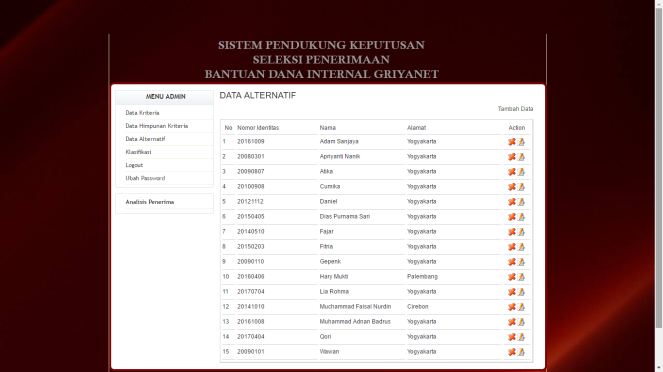 SISTEM PENDUKUNG KEPUTUSAN
SELEKSI PENERIMAAN
BANTUAN DANA INTERNAL GRIYANET
MENU ADMIN
Data Kriteria
Data Himpunan Kriteria
Data Alternatif
Klasifikasi
Logout
Ubah Password
Analisis Penerima
DATA ALTERNATIF
Tambah Data
No Nomor identitas Nama Alamat Action
1 20161009 Adam Sanjaya Yogyakarta
2 20080301 Apriyanti Nanik Yogyakarta
3 20090807 Atika Yogyakarta
4 20100908 Cumika Yogyakarta
5 20121112 Daniel Yogyakarta
6 20150405 Dias Purnama Sari Yogyakarta
7 20140510 Fajar Yogyakarta
8 20150203 Fitria Yogyakarta
9 20090110 Gepenk Yogyakarta
10 20160406 Hary Mukti Palembang
11 20170704 Lia Rohma Yogyakarta
12 20141010 Muchammad Faisal Nurdin Cirebon
13 20161008 Muhammad Adnan Badrus Yogyakarta
14 20170404 Qori Yogyakarta
15 20090101 Wawan Yogyakarta